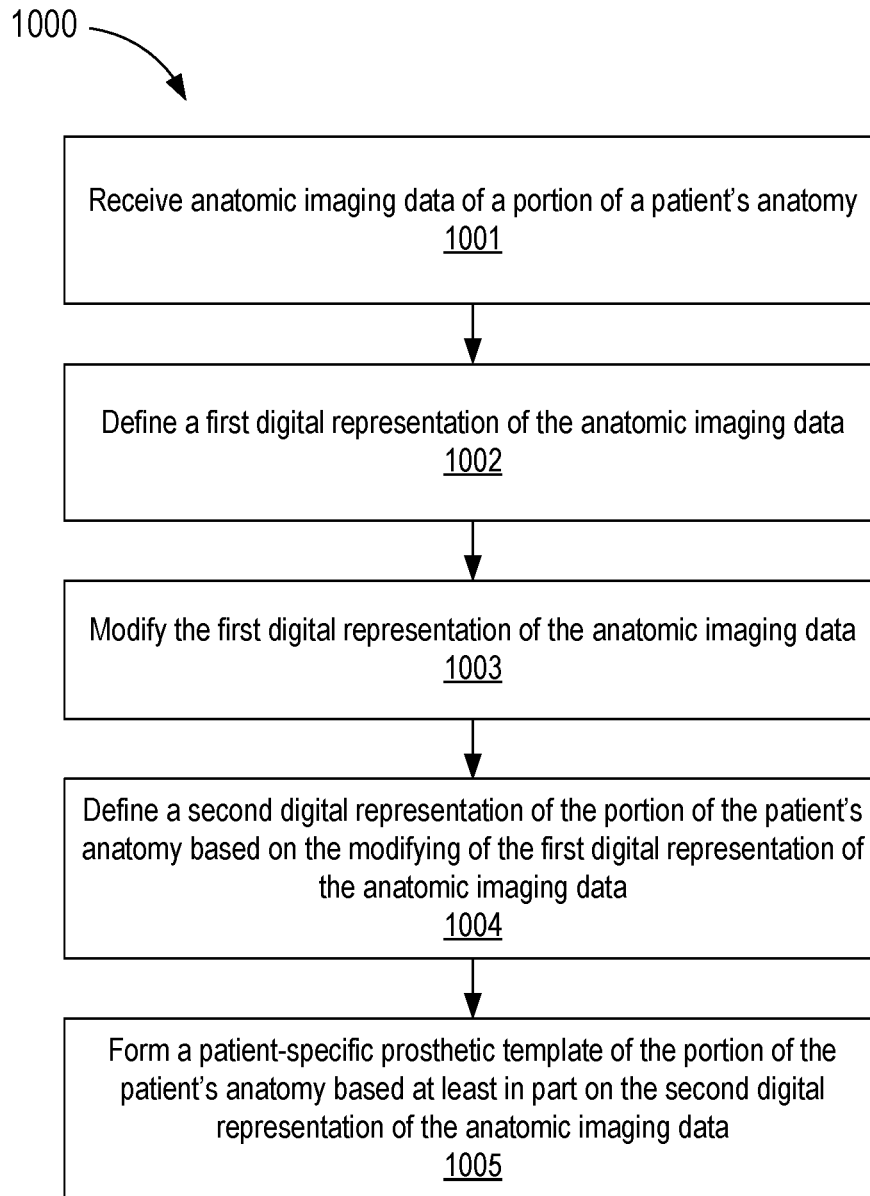 1000
Receive anatomic imaging data of a portion of a patient's anatomy
1001
Define a first digital representation of the anatomic imaging data
1002
Modify the first digital representation of the anatomic imaging data
1003
Define a second digital representation of the portion of the patient's
anatomy based on the modifying of the first digital representation of
the anatomic imaging data
1004
Form a patient-specific prosthetic template of the portion of the
patient's anatomy based at least in part on the second digital
representation of the anatomic imaging data
1005